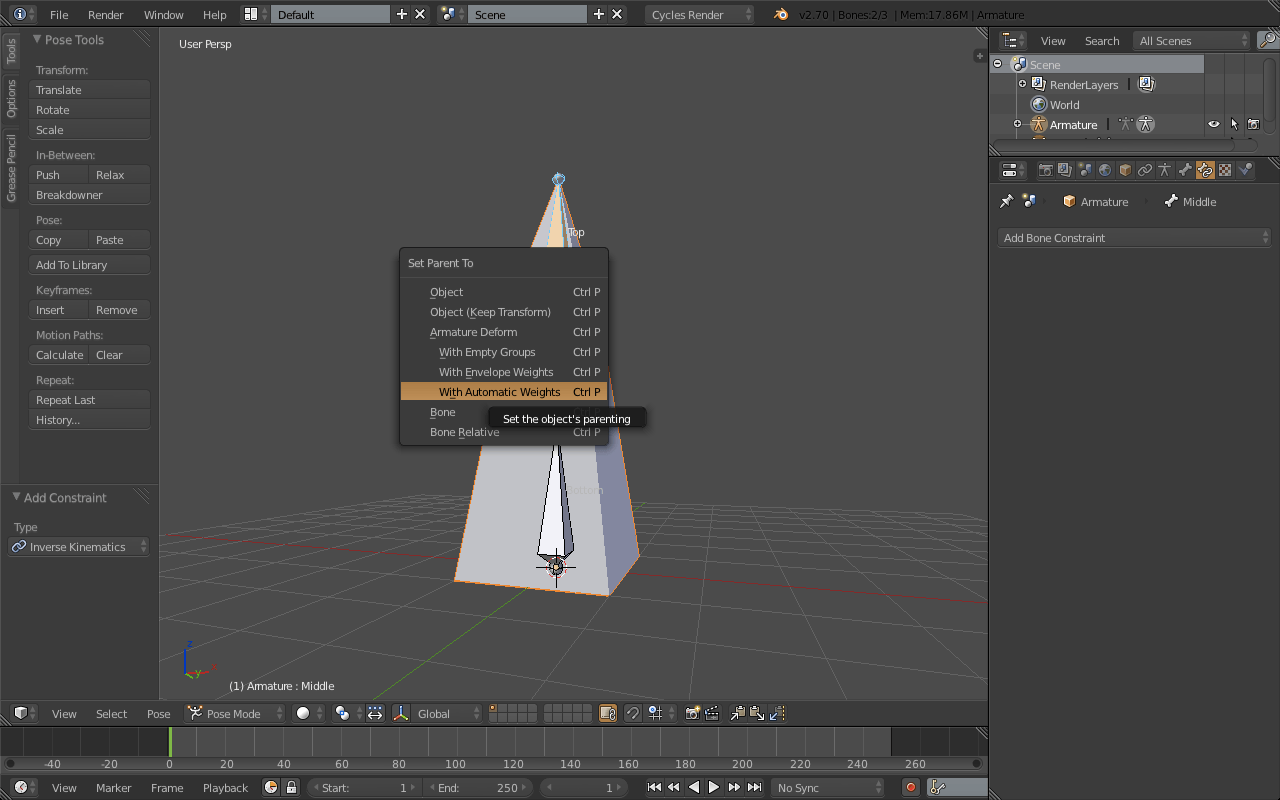 File Render Window Help Default Scene Cycles Render v2.70 | Bones:2/3 | Mem:17.86M | Armature
Tools
Options
Grease Pencil
Pose Tools
Transform:
Translate
Rotate
Scale
In-Between:
Push Relax
Breakdowner
Pose:
Copy Paste
Add To Library
Keyframes:
Insert Remove
Motion Paths:
Calculate Clear
Repeat:
Repeat Last
History...
Add Constraint
Type
Inverse Kinematics
User Persp
Top
Set Parent To
Object Ctrl P
Object (Keep Transform) Ctrl P
Armature Deform Ctrl P
With Empty Groups Ctrl P
With Envelope Weights Ctrl P
With Automatic Weights Ctrl P
Bone
Set the object's parenting
Bone Relative Ctrl P
z
y
(1) Armature : Middle
View Select Pose Pose Mode Global
-40 -20 0 20 40 60 80 100 120 140 160 180 200 220 240 260
View Marker Frame Playback Start: 1 End: 250 1 No Sync
View Search All Scenes
Scene
RenderLayers |
World
Armature |
Armature Middle
Add Bone Constraint